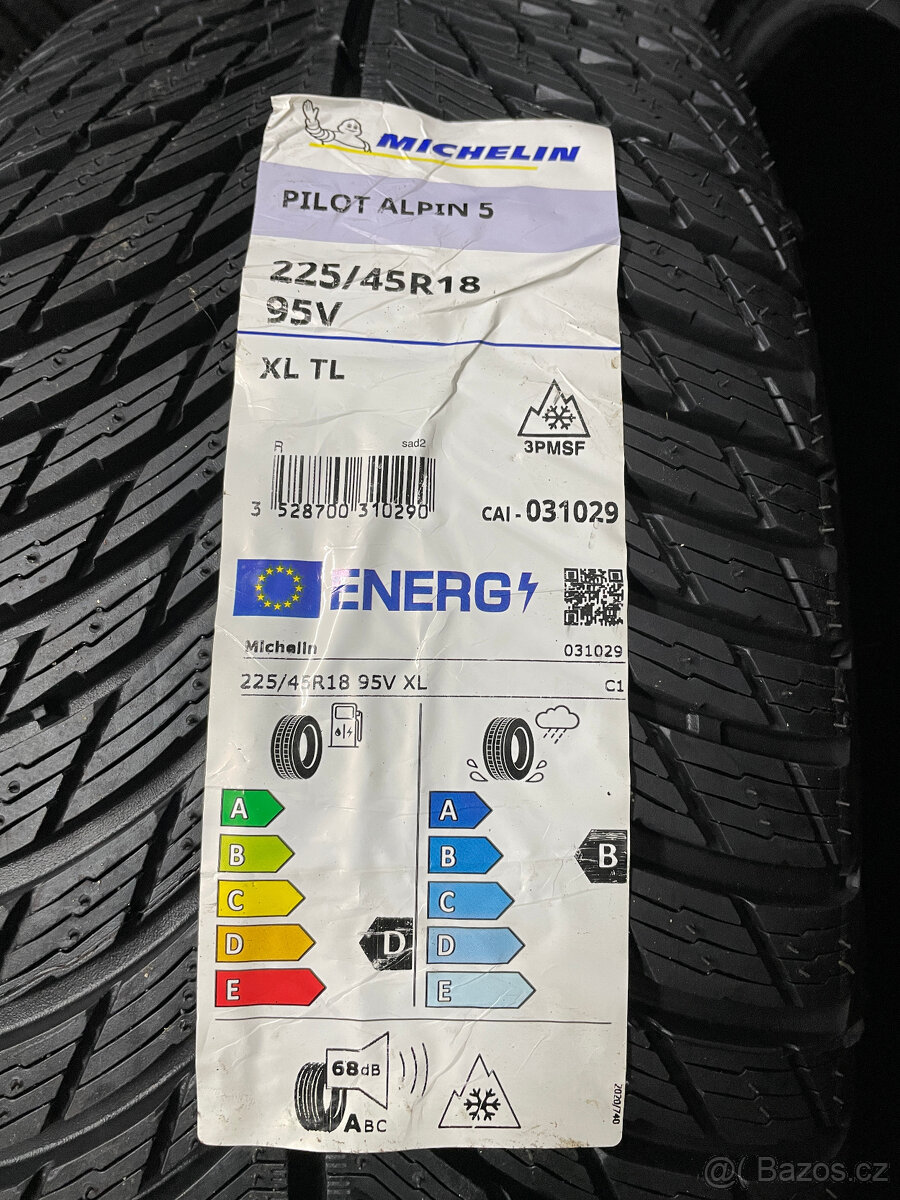 MICHELIN
PILOT ALPIN 5
225/45R18
95V
XL TL
3PMSF
R sad2
3 528700 310290
CAI - 031029
ENERG
Michelin 031029
225/45R18 95V XL C1
A A
B B B
C C
D D D
E E
68dB
ABC
2020/740
@( Bazos.cz